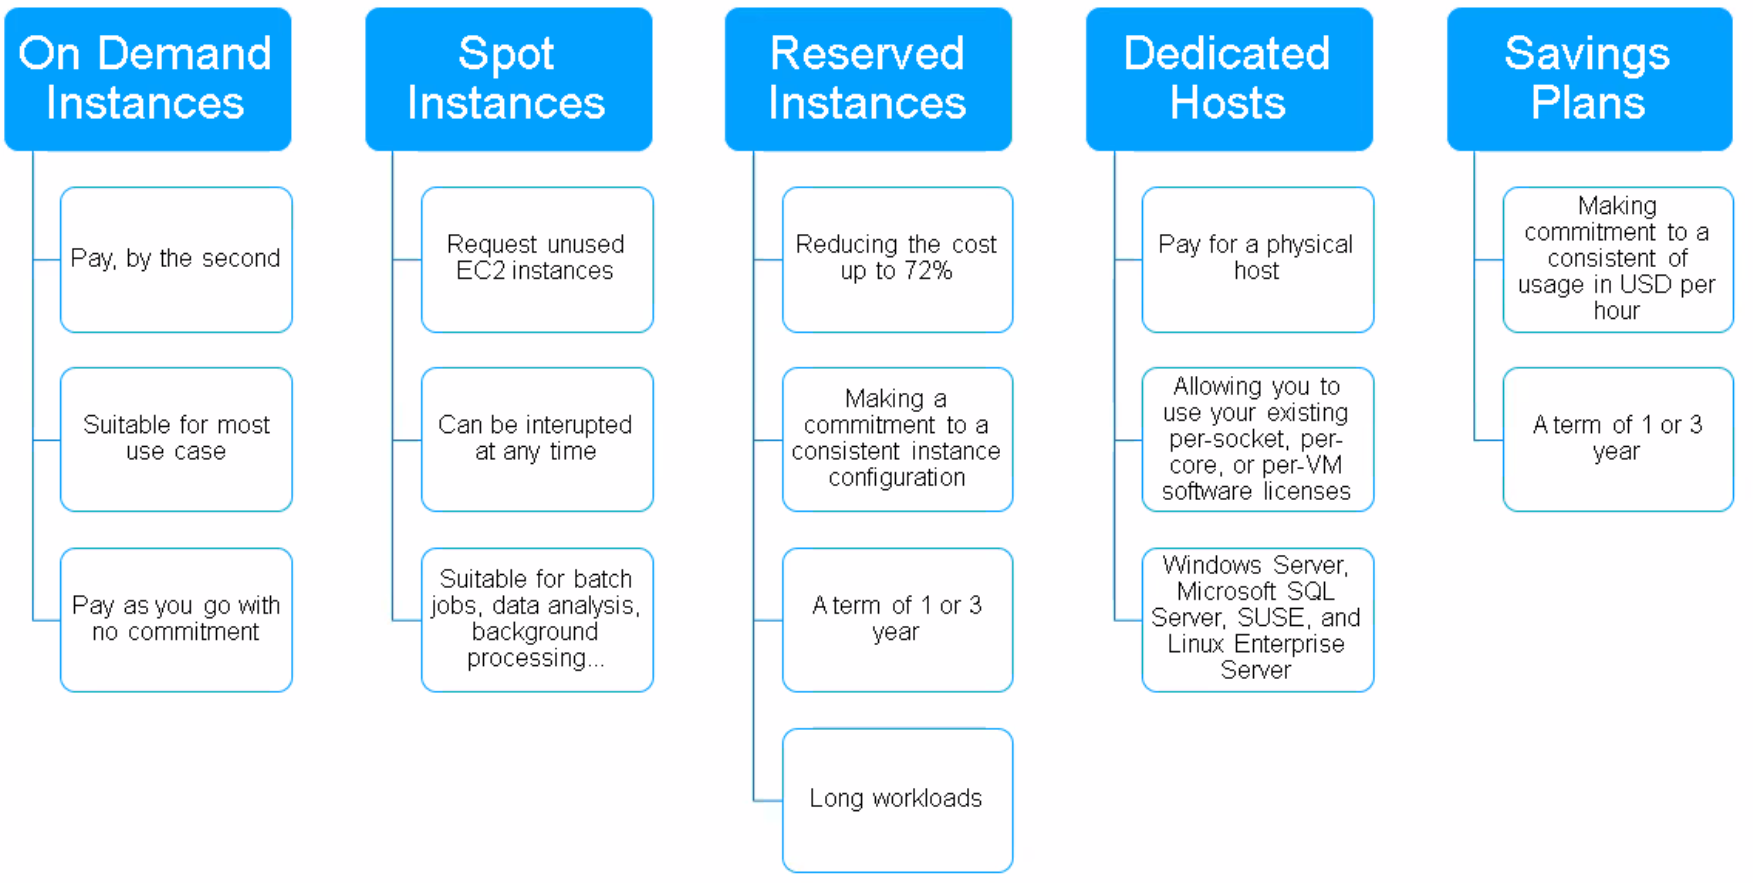 On Demand
Instances
Pay, by the second
Suitable for most
use case
Pay as you go with
no commitment
Spot
Instances
Request unused
EC2 instances
Can be interupted
at any time
Suitable for batch
jobs, data analysis,
background
processing...
Reserved
Instances
Reducing the cost
up to 72%
Making a
commitment to a
consistent instance
configuration
A term of 1 or 3
year
Long workloads
Dedicated
Hosts
Pay for a physical
host
Allowing you to
use your existing
per-socket, per-
core, or per-VM
software licenses
Windows Server,
Microsoft SQL
Server, SUSE, and
Linux Enterprise
Server
Savings
Plans
Making
commitment to a
consistent of
usage in USD per
hour
A term of 1 or 3
year